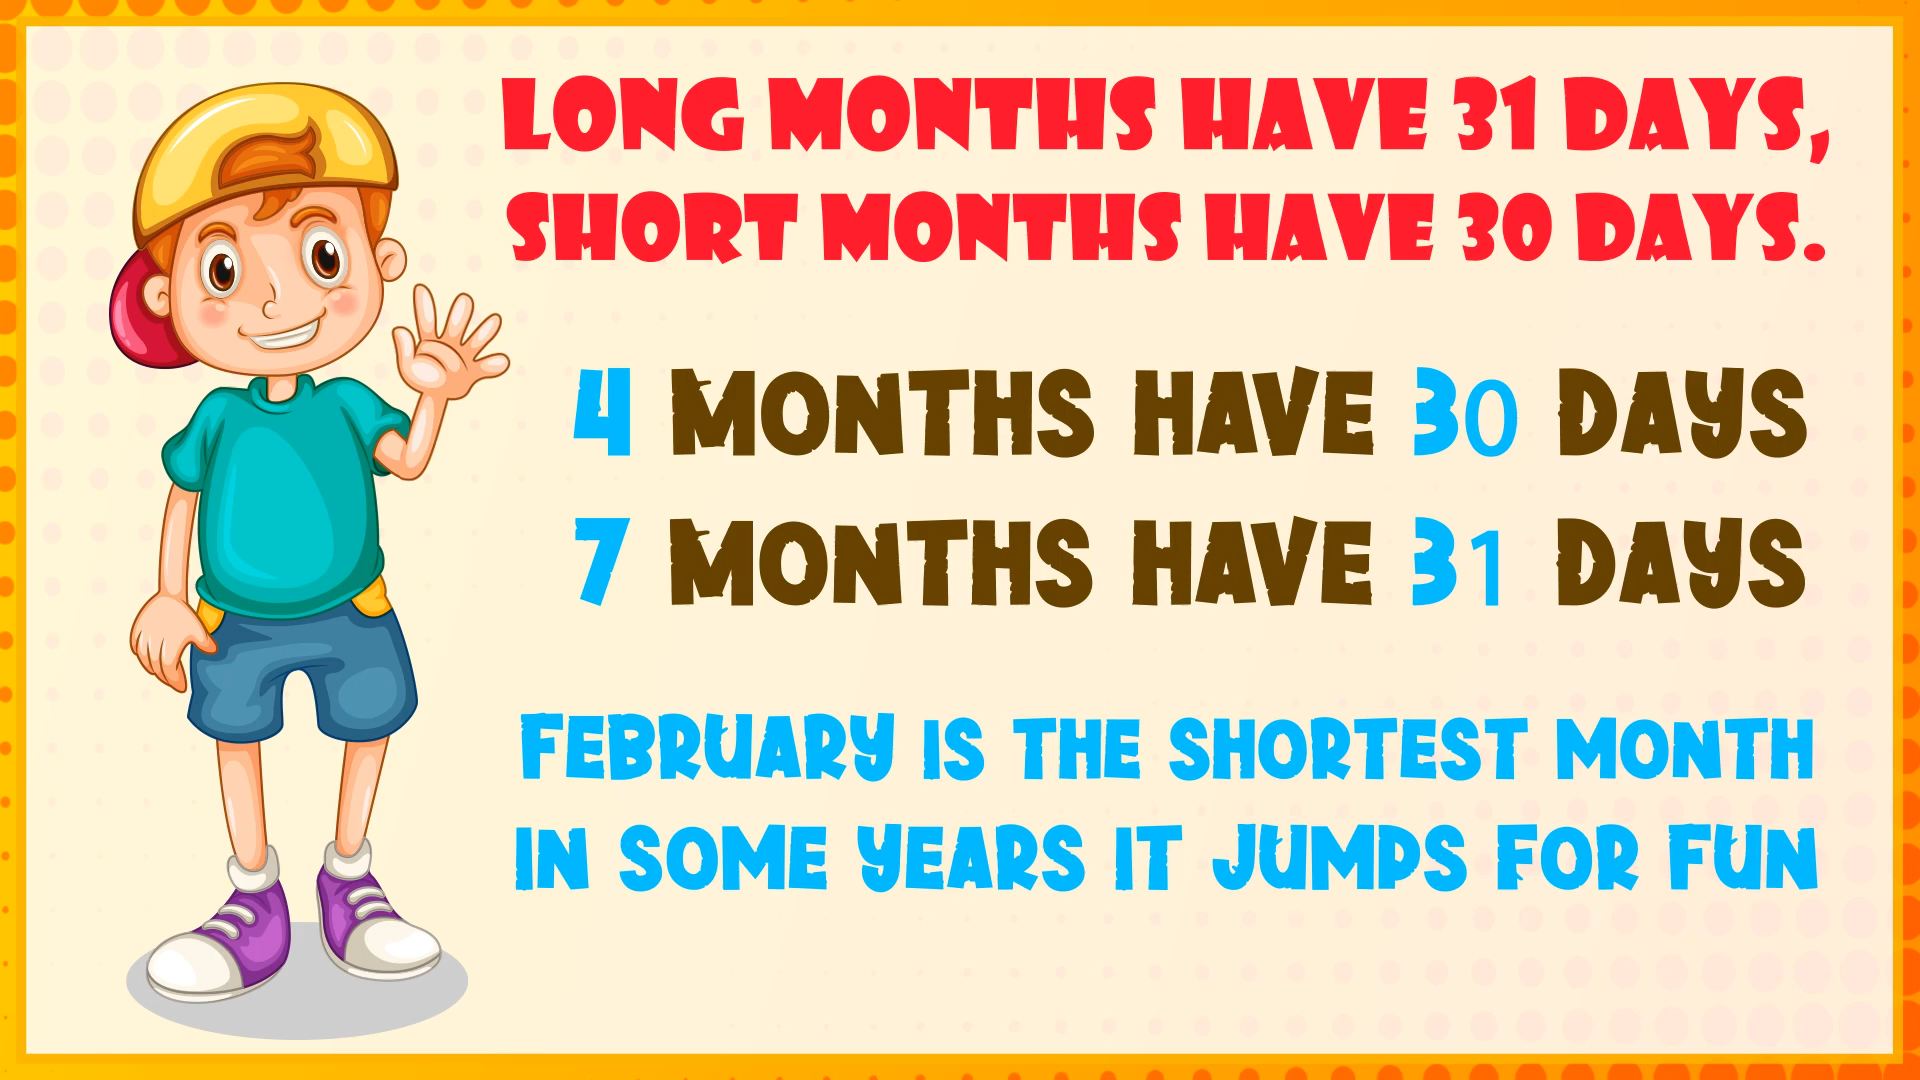 LONG MONTHS HAVE 31 DAYS,
SHORT MONTHS HAVE 30 DAYS.
4 MONTHS HAVE 30 DAYS
7 MONTHS HAVE 31 DAYS
FEBRUARY IS THE SHORTEST MONTH
IN SOME YEARS IT JUMPS FOR FUN